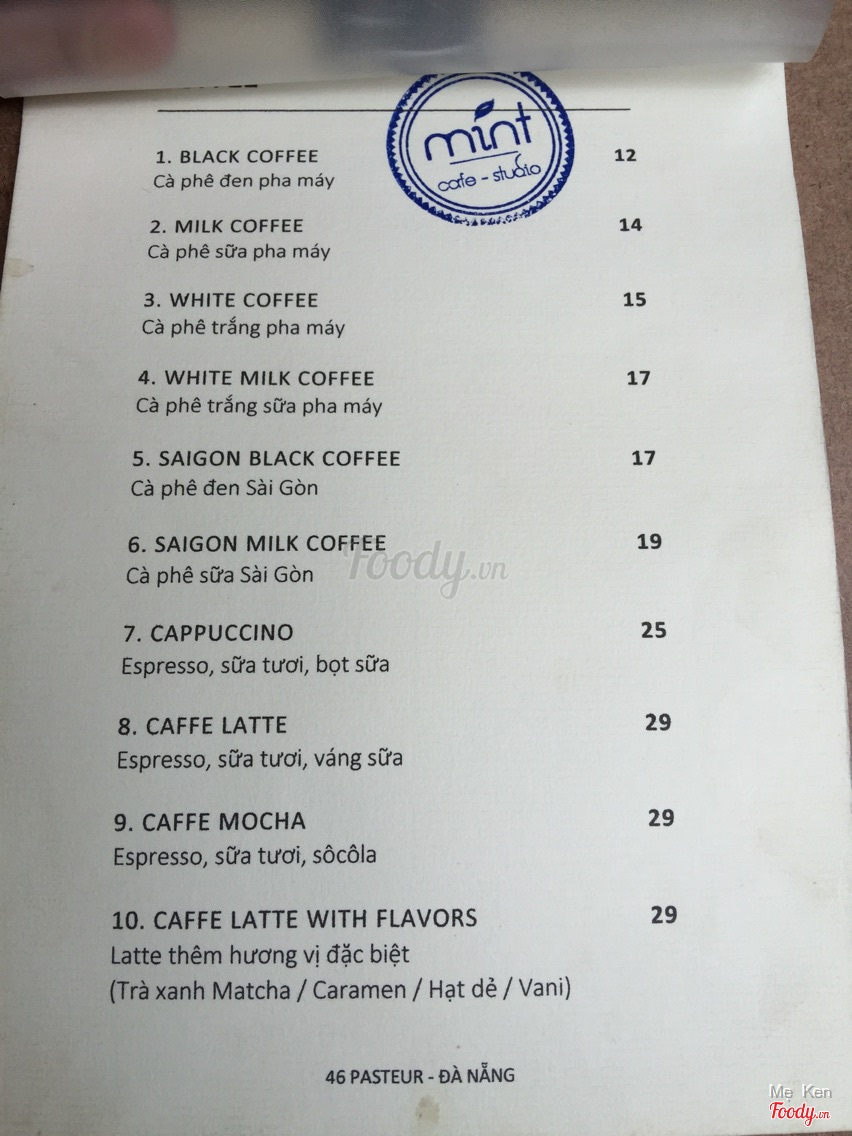 mint
cafe - studio
1. BLACK COFFEE 12
Cà phê đen pha máy
2. MILK COFFEE 14
Cà phê sữa pha máy
3. WHITE COFFEE 15
Cà phê trắng pha máy
4. WHITE MILK COFFEE 17
Cà phê trắng sữa pha máy
5. SAIGON BLACK COFFEE 17
Cà phê đen Sài Gòn
6. SAIGON MILK COFFEE 19
Cà phê sữa Sài Gòn
Foody.vn
7. CAPPUCCINO 25
Espresso, sữa tươi, bọt sữa
8. CAFFE LATTE 29
Espresso, sữa tươi, váng sữa
9. CAFFE MOCHA 29
Espresso, sữa tươi, sôcôla
10. CAFFE LATTE WITH FLAVORS 29
Latte thêm hương vị đặc biệt
(Trà xanh Matcha / Caramen / Hạt dẻ / Vani)
46 PASTEUR - ĐÀ NẴNG
Mẹ Ken
Foody.vn